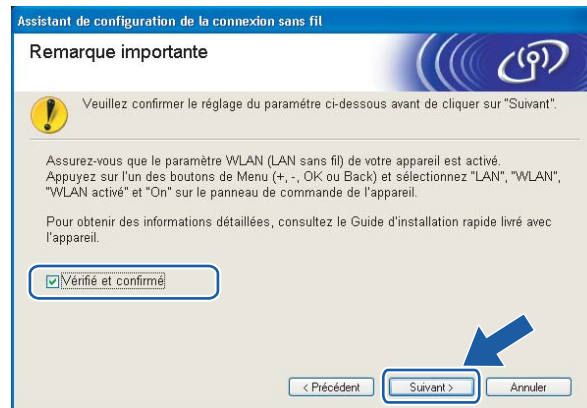 Assistant de configuration de la connexion sans fil
Remarque importante
Veuillez confirmer le réglage du paramétre ci-dessous avant de cliquer sur "Suivant".
Assurez-vous que le paramètre WLAN (LAN sans fil) de votre appareil est activé.
Appuyez sur l'un des boutons de Menu (+, -, OK ou Back) et sélectionnez "LAN", "WLAN",
"WLAN activé" et "On" sur le panneau de commande de l'appareil.
Pour obtenir des informations détaillées, consultez le Guide d'installation rapide livré avec
l'appareil.
Vérifié et confirmé
< Précédent Suivant > Annuler